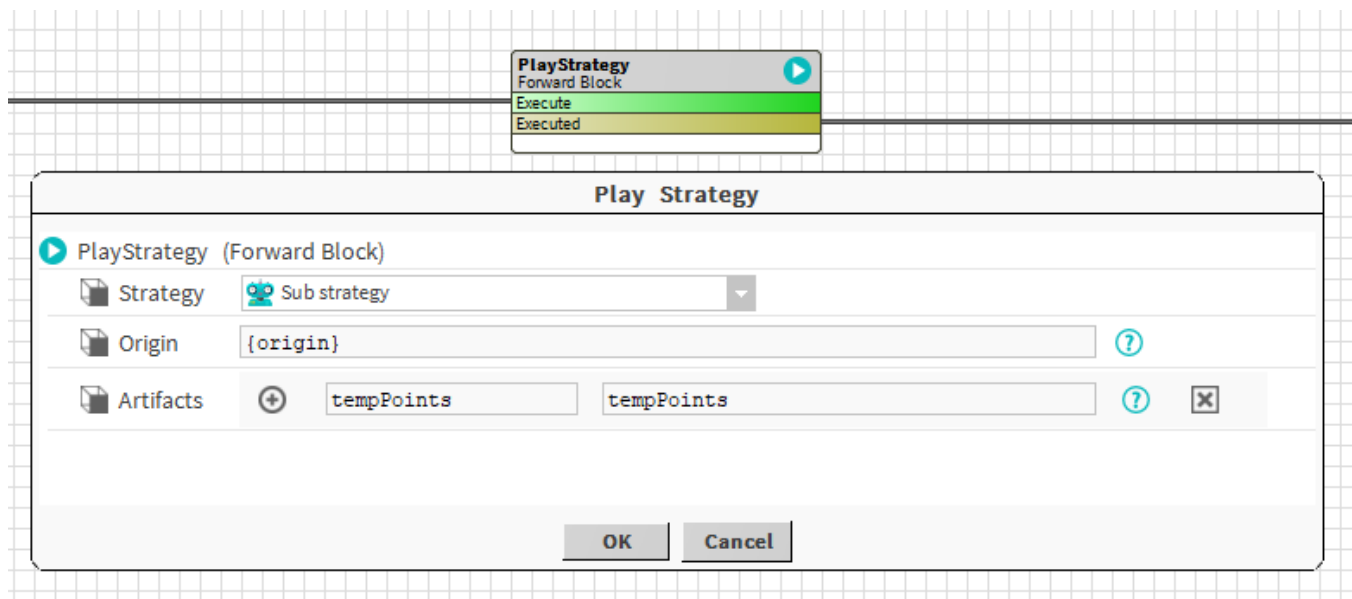 PlayStrategy
Forward Block
Execute
Executed
Play Strategy
PlayStrategy (Forward Block)
Strategy Sub strategy
Origin {origin} ?
Artifacts tempPoints tempPoints ?
OK Cancel